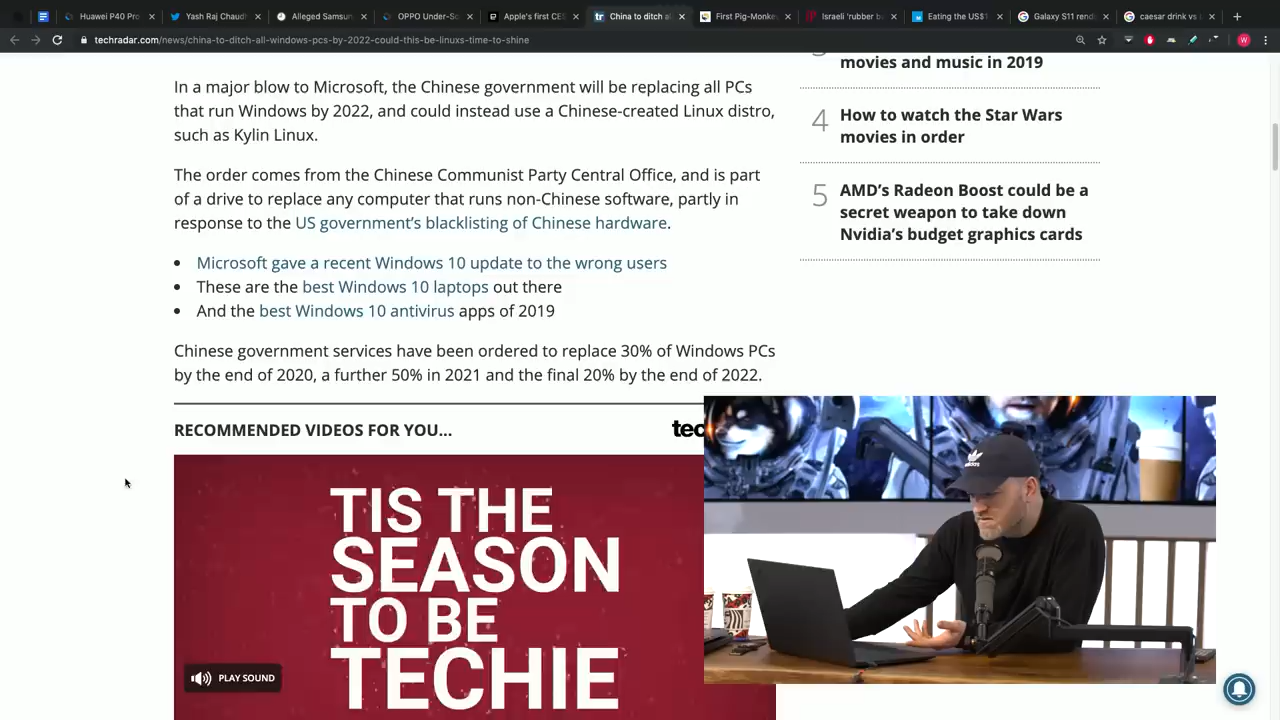 Huawei P40 Pro
Yash Raj Chaudh
Alleged Samsun
OPPO Under-Sc
Apple's first CES
China to ditch al
First Pig-Monke
Israeli 'rubber bu
Eating the US$1
Galaxy S11 rend
caesar drink vs
techradar.com/news/china-to-ditch-all-windows-pcs-by-2022-could-this-be-linuxs-time-to-shine
W
In a major blow to Microsoft, the Chinese government will be replacing all PCs
that run Windows by 2022, and could instead use a Chinese-created Linux distro,
such as Kylin Linux.
The order comes from the Chinese Communist Party Central Office, and is part
of a drive to replace any computer that runs non-Chinese software, partly in
response to the US government's blacklisting of Chinese hardware.
• Microsoft gave a recent Windows 10 update to the wrong users
• These are the best Windows 10 laptops out there
• And the best Windows 10 antivirus apps of 2019
Chinese government services have been ordered to replace 30% of Windows PCs
by the end of 2020, a further 50% in 2021 and the final 20% by the end of 2022.
RECOMMENDED VIDEOS FOR YOU...
tec
TIS THE
SEASON
TO BE
TECHIE
PLAY SOUND
movies and music in 2019
4
How to watch the Star Wars
movies in order
5
AMD's Radeon Boost could be a
secret weapon to take down
Nvidia's budget graphics cards